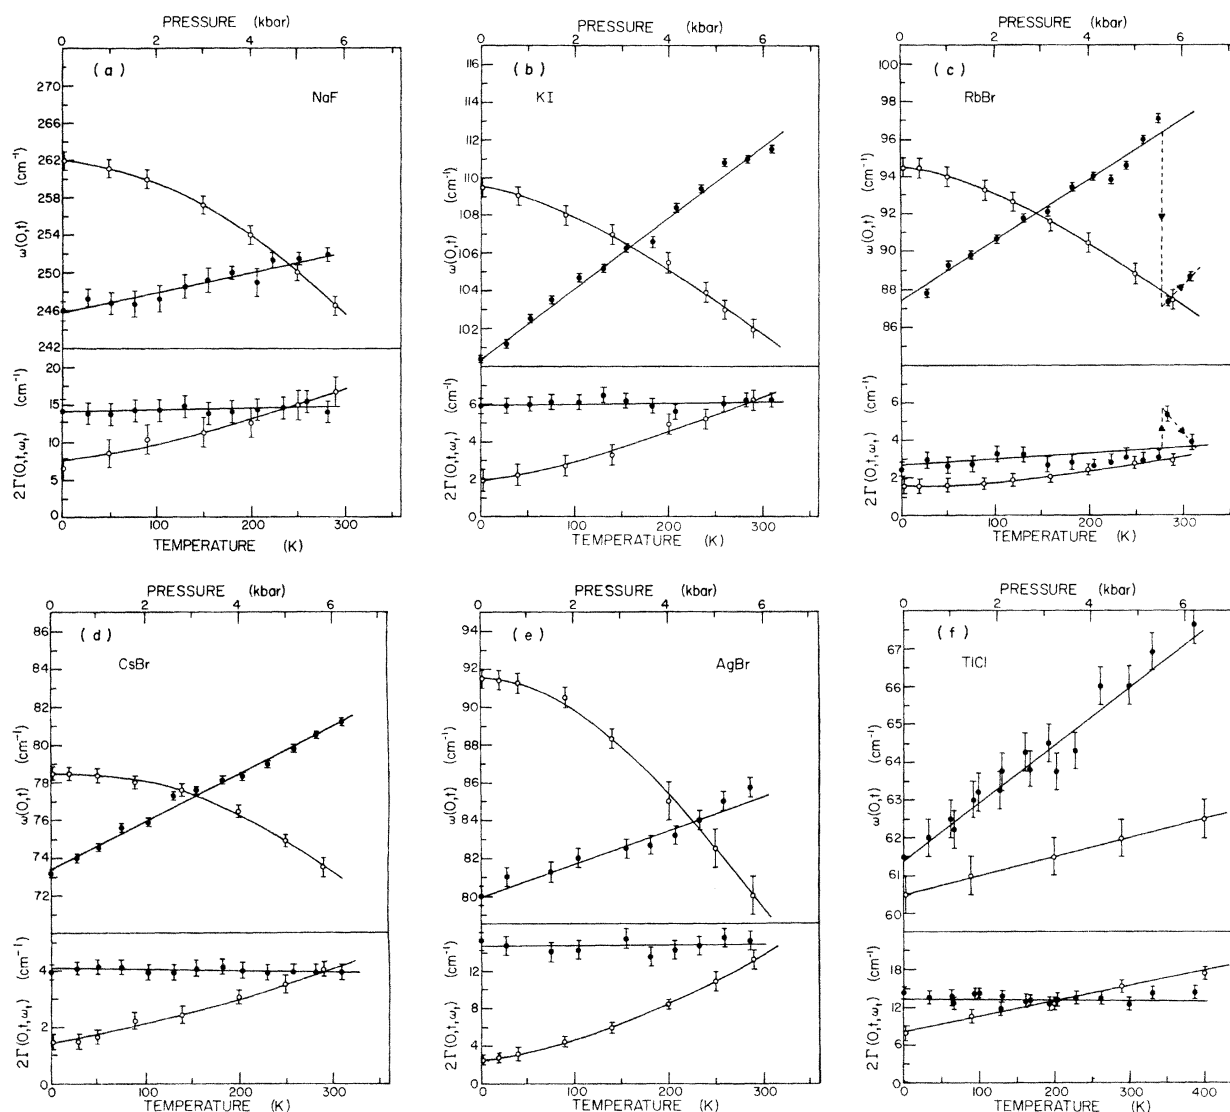 PRESSURE (kbar)
0 2 4 6
(a)
NaF
270
266
262
258
254
250
246
242
ω(0,t) (cm⁻¹)
20
15
10
5
0
2Γ(0,t,ωₜ) (cm⁻¹)
0 100 200 300
TEMPERATURE (K)
PRESSURE (kbar)
0 2 4 6
(b)
KI
116
114
112
110
108
106
104
102
100
ω(0,t) (cm⁻¹)
6
4
2
0
2Γ(0,t,ωₜ) (cm⁻¹)
0 100 200 300
TEMPERATURE (K)
PRESSURE (kbar)
0 2 4 6
(c)
RbBr
100
98
96
94
92
90
88
86
ω(0,t) (cm⁻¹)
6
4
2
0
2Γ(0,t,ωₜ) (cm⁻¹)
0 100 200 300
TEMPERATURE (K)
PRESSURE (kbar)
0 2 4 6
(d)
CsBr
86
84
82
80
78
76
74
72
ω(0,t) (cm⁻¹)
4
2
0
2Γ(0,t,ωₜ) (cm⁻¹)
0 100 200 300
TEMPERATURE (K)
PRESSURE (kbar)
0 2 4 6
(e)
AgBr
94
92
90
88
86
84
82
80
ω(0,t) (cm⁻¹)
12
8
4
0
2Γ(0,t,ωₜ) (cm⁻¹)
0 100 200 300
TEMPERATURE (K)
PRESSURE (kbar)
0 2 4 6
(f)
TlCl
67
66
65
64
63
62
61
60
ω(0,t) (cm⁻¹)
18
12
6
0
2Γ(0,t,ωₜ) (cm⁻¹)
0 100 200 300 400
TEMPERATURE (K)